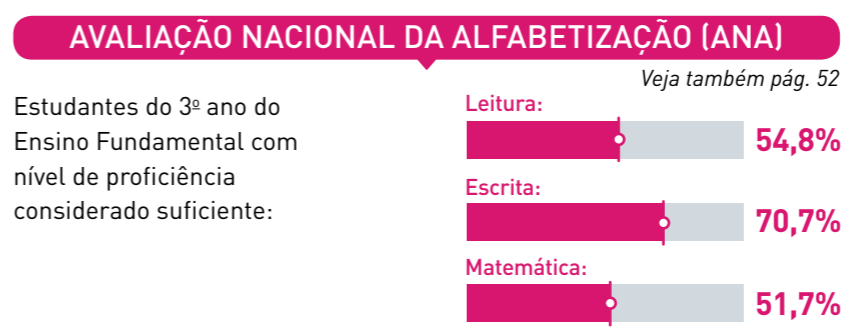 AVALIAÇÃO NACIONAL DA ALFABETIZAÇÃO (ANA)
Veja também pág. 52
Estudantes do 3º ano do
Ensino Fundamental com
nível de proficiência
considerado suficiente:
Leitura:
54,8%
Escrita:
70,7%
Matemática:
51,7%